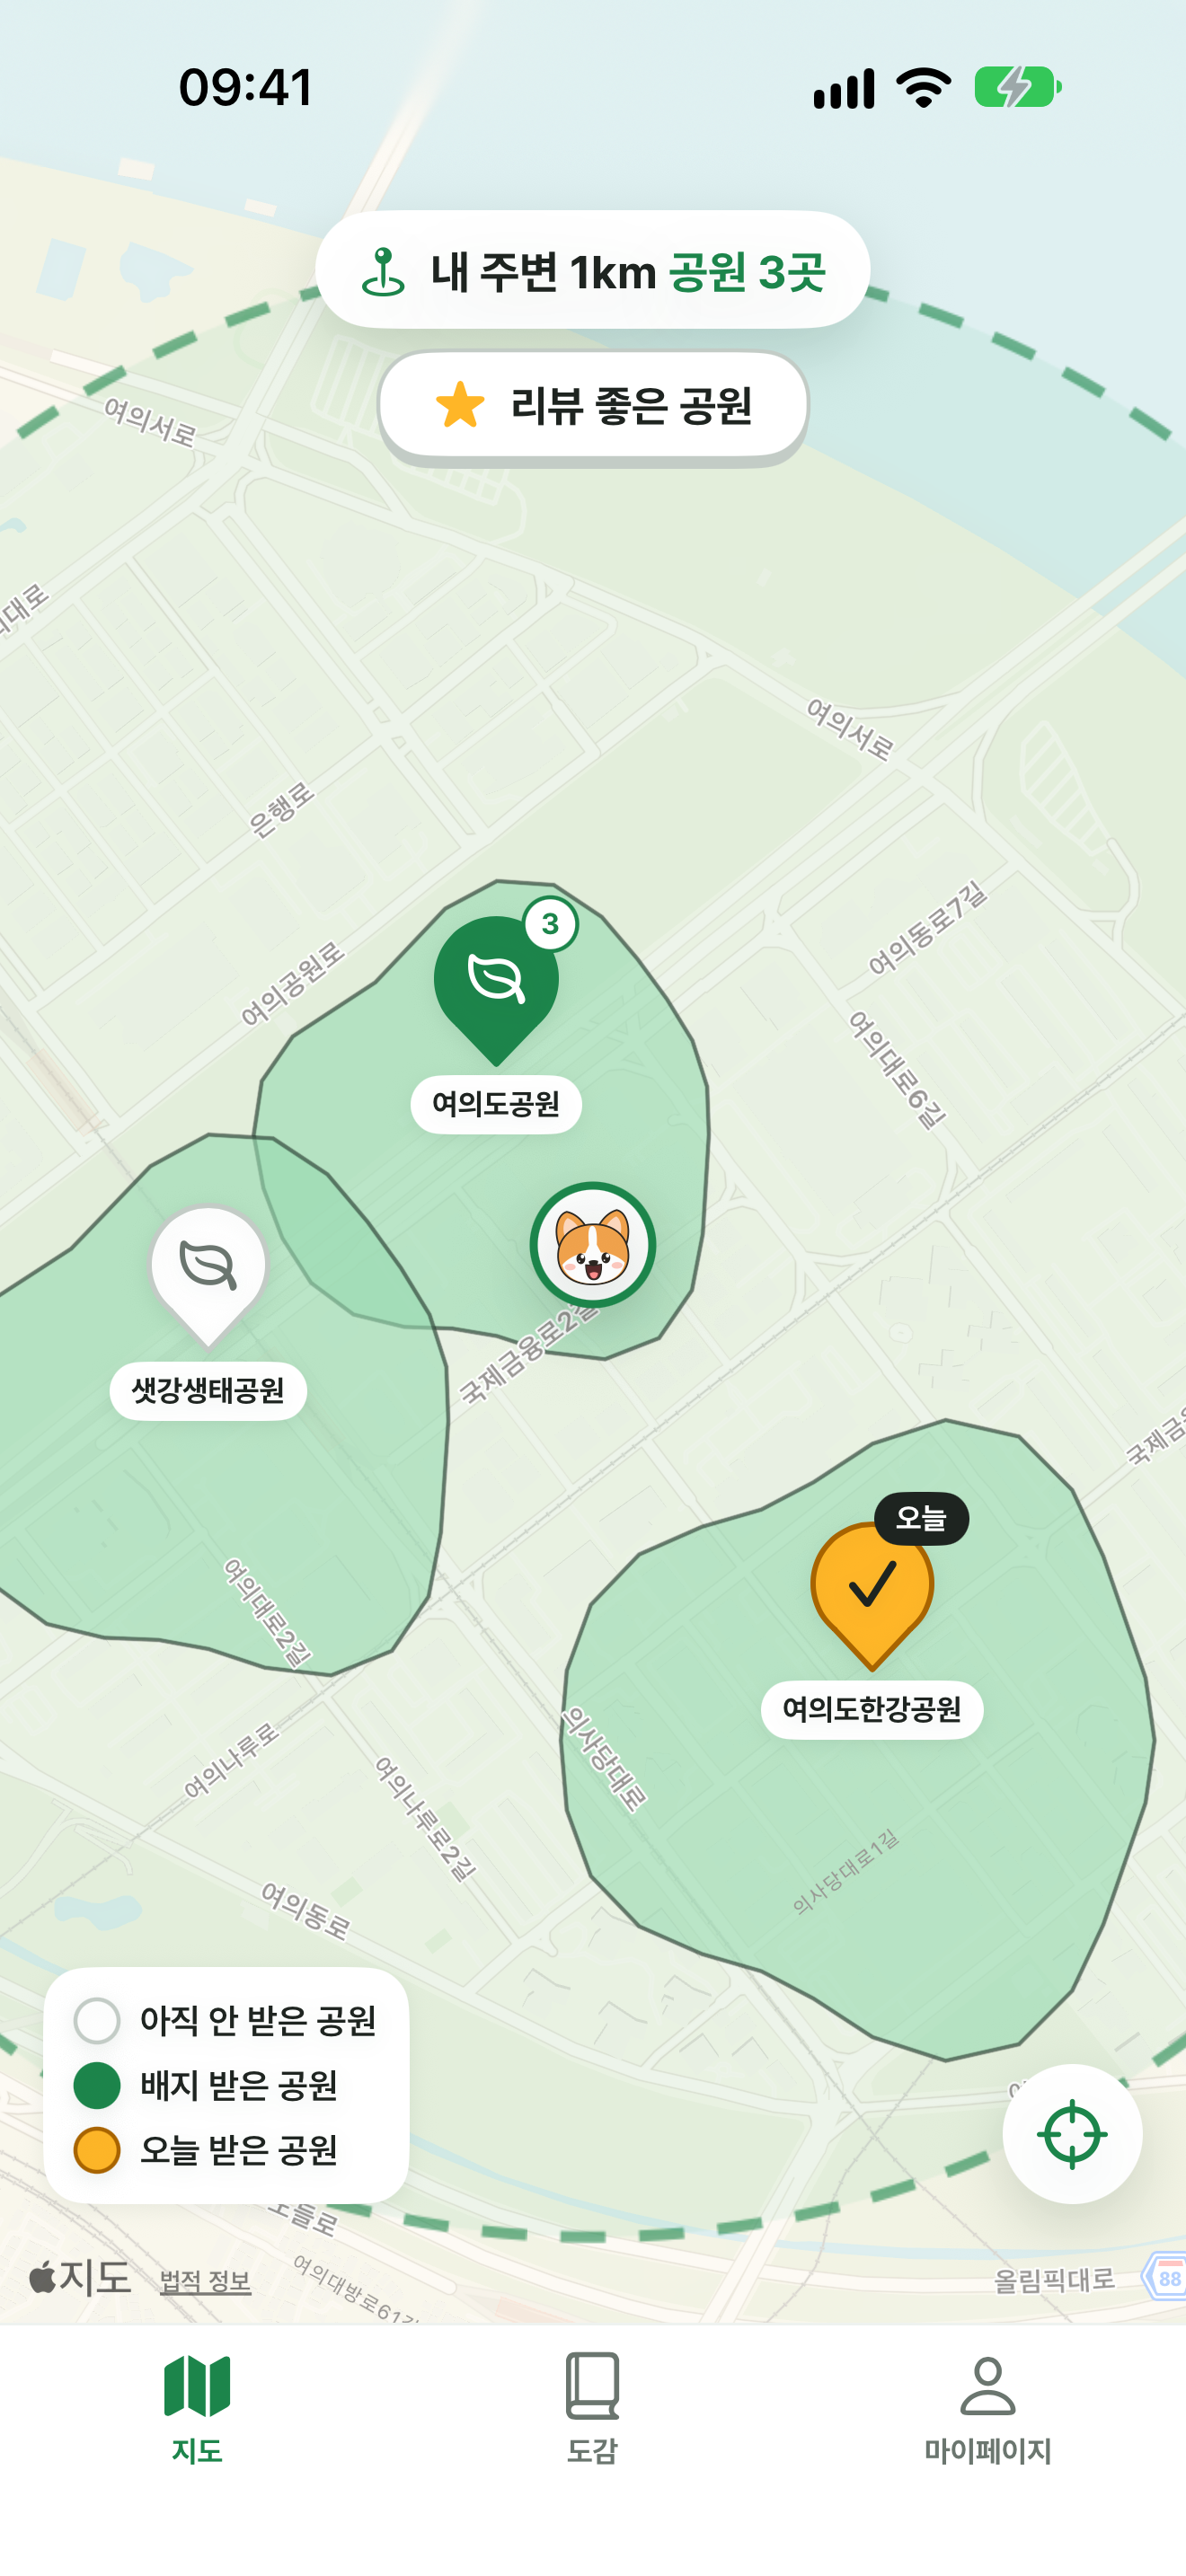 09:41
내 주변 1km 공원 3곳
리뷰 좋은 공원
여의서로
여의서로
은행로
여의동로7길
3
여의공원로
여의대로6길
여의도공원
국제금융로2길
샛강생태공원
오늘
여의대로2길
여의도한강공원
의사당대로
여의나루로
여의나루로2길
의사당대로1길
여의동로
아직 안 받은 공원
배지 받은 공원
오늘 받은 공원
노들로
지도
법적 정보
올림픽대로
88
지도
도감
마이페이지